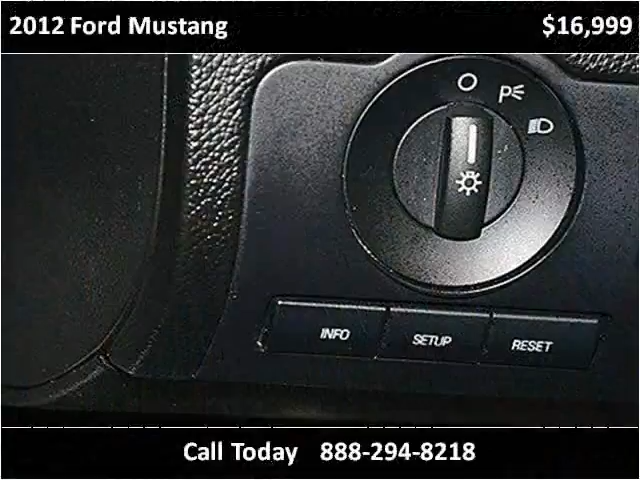 2012 Ford Mustang $16,999
P
INFO SETUP RESET
Call Today 888-294-8218